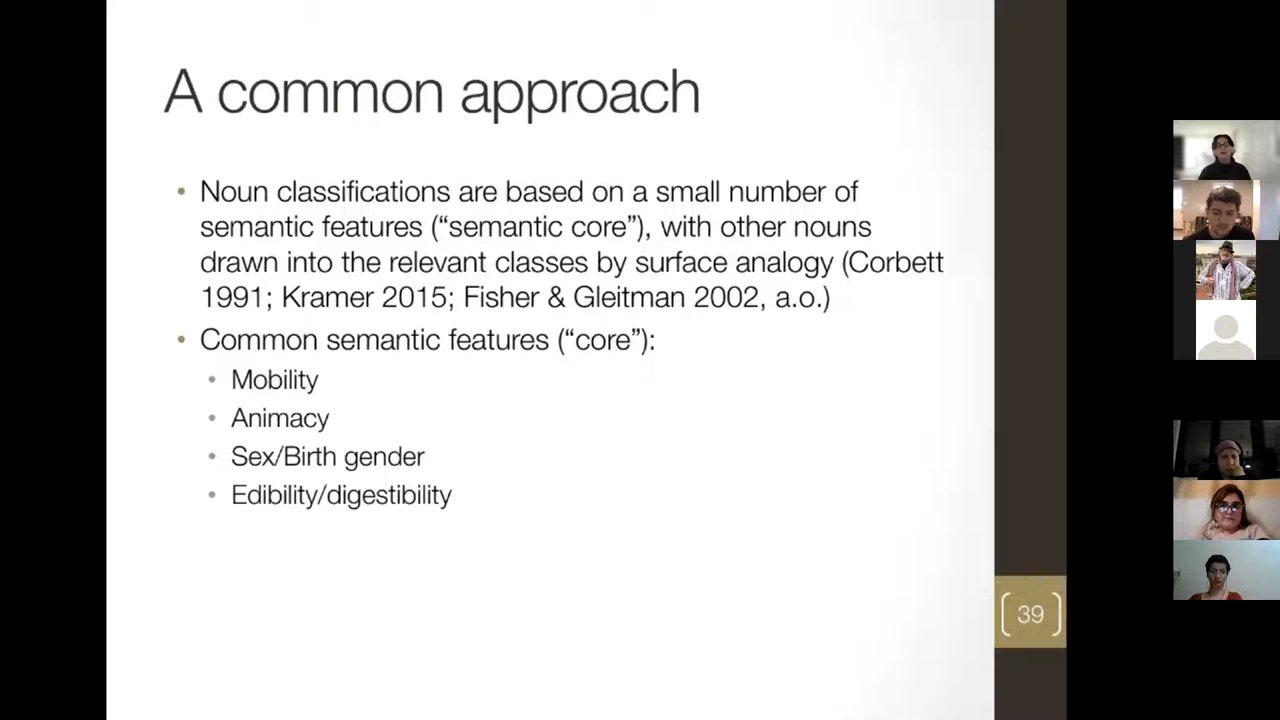 A common approach
• Noun classifications are based on a small number of
semantic features (“semantic core”), with other nouns
drawn into the relevant classes by surface analogy (Corbett
1991; Kramer 2015; Fisher & Gleitman 2002, a.o.)
• Common semantic features (“core”):
• Mobility
• Animacy
• Sex/Birth gender
• Edibility/digestibility
39